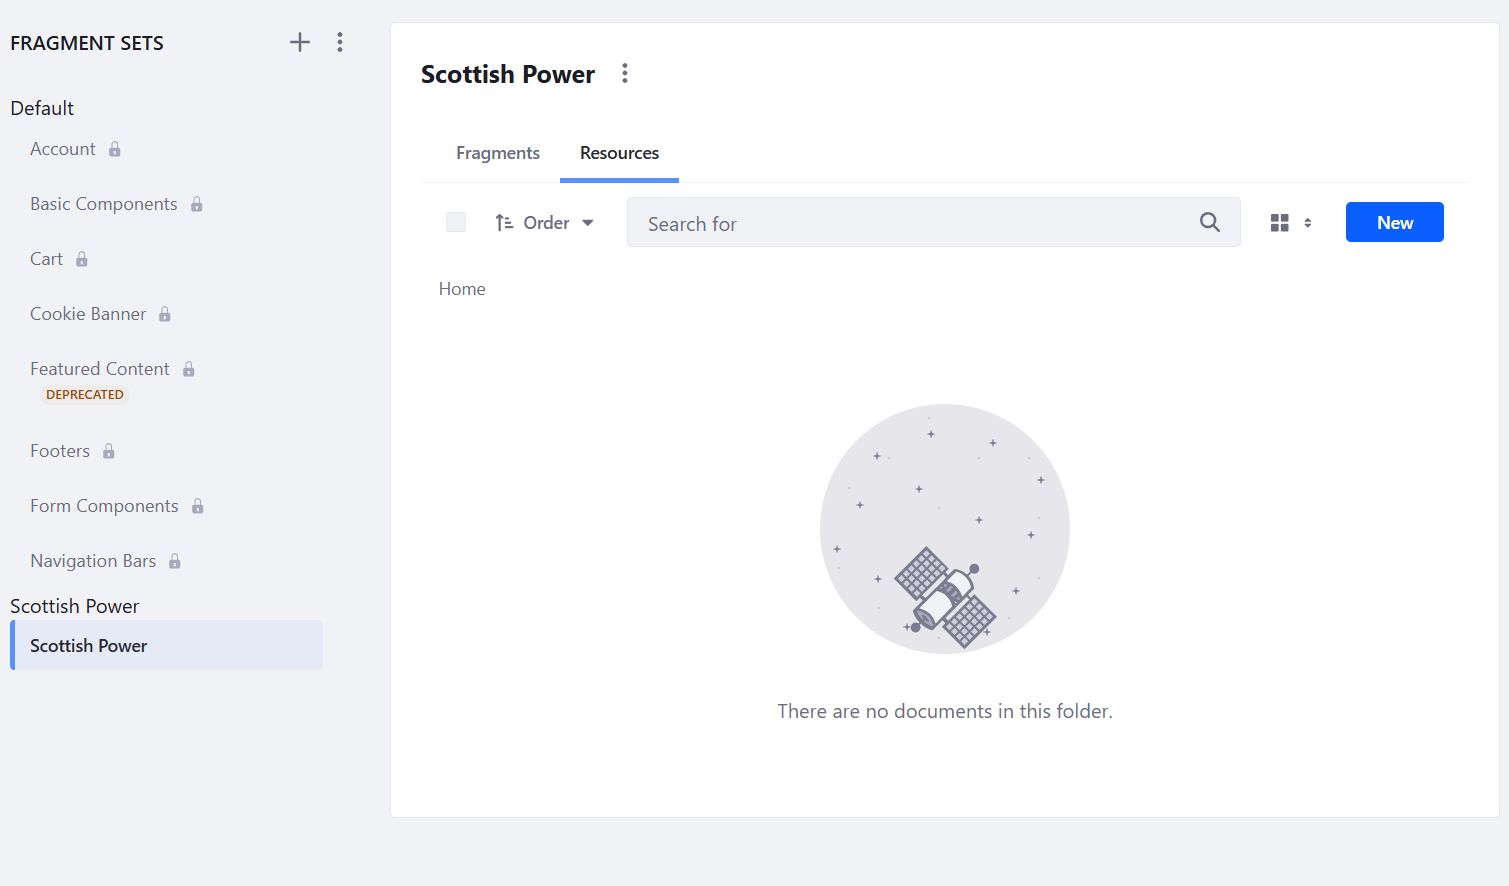 FRAGMENT SETS
Default
Account
Basic Components
Cart
Cookie Banner
Featured Content
DEPRECATED
Footers
Form Components
Navigation Bars
Scottish Power
Scottish Power
Scottish Power
Fragments Resources
Order Search for New
Home
There are no documents in this folder.